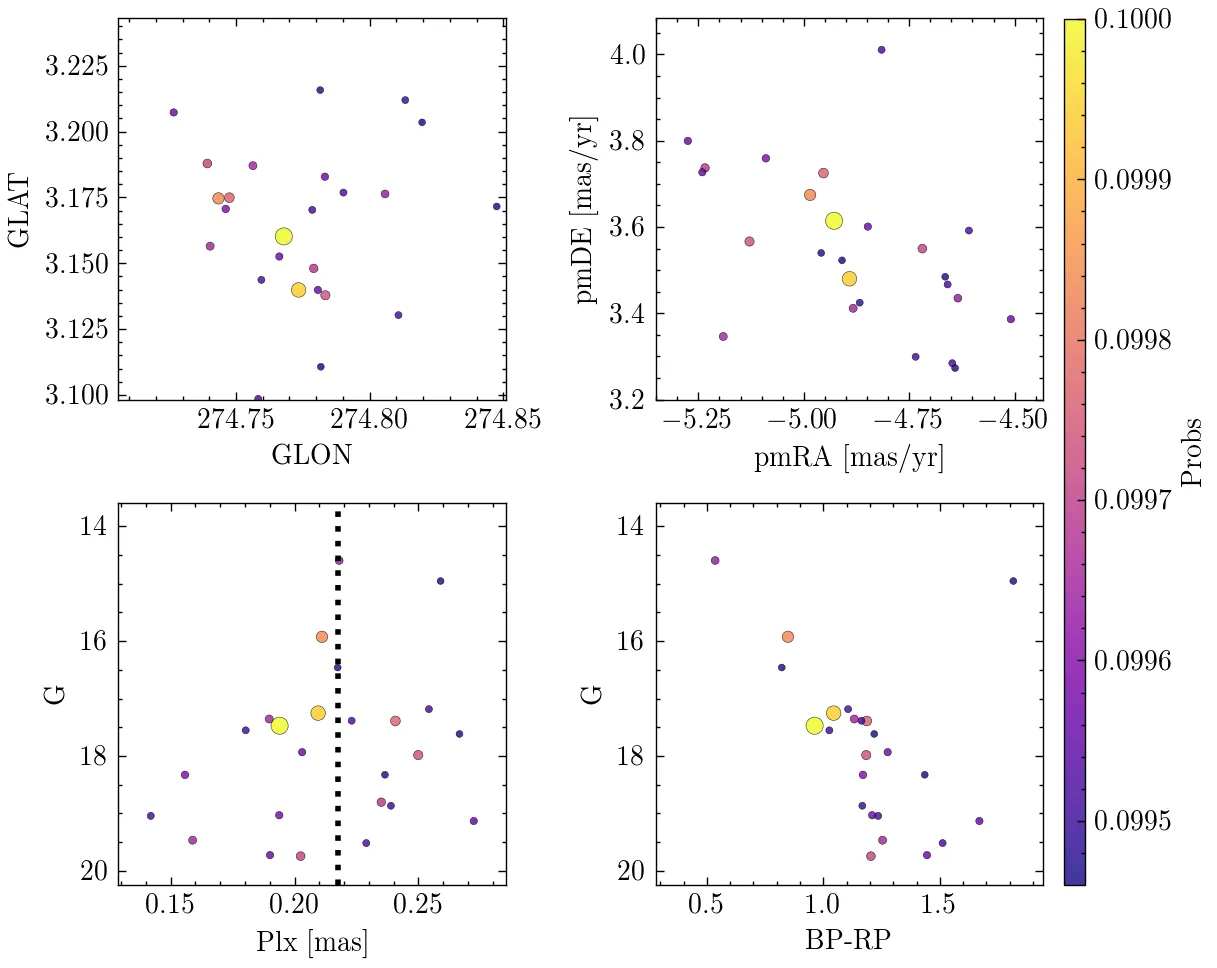 3.225
3.200
3.175
3.150
3.125
3.100
GLAT
274.75 274.80 274.85
GLON
4.0
3.8
3.6
3.4
3.2
pmDE [mas/yr]
−5.25 −5.00 −4.75 −4.50
pmRA [mas/yr]
14
16
18
20
G
0.15 0.20 0.25
Plx [mas]
14
16
18
20
G
0.5 1.0 1.5
BP-RP
0.1000
0.0999
0.0998
0.0997
0.0996
0.0995
Probs